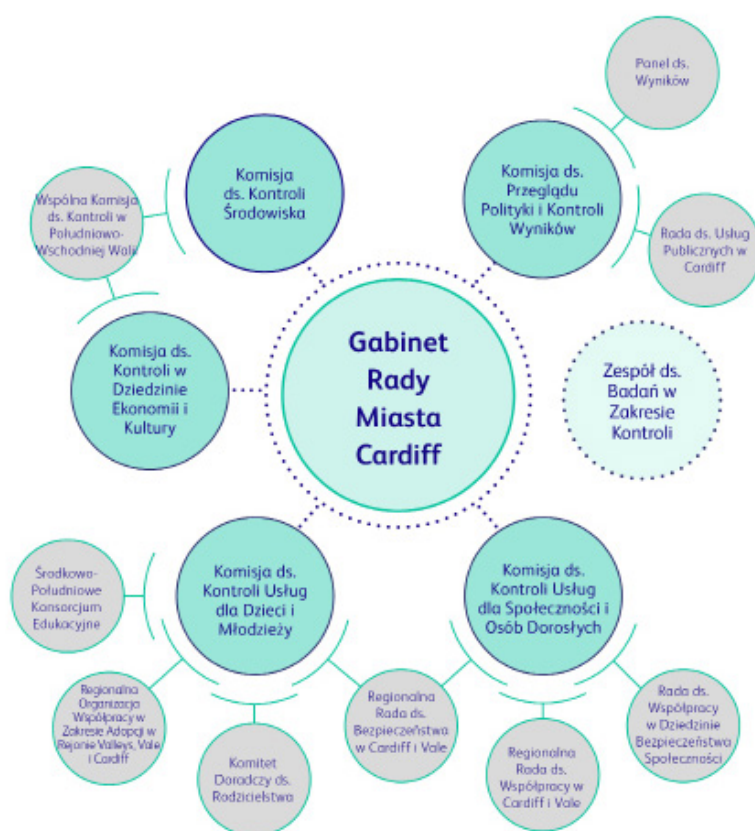 Panel ds.
Wyników
Komisja
ds. Kontroli
Środowiska
Komisja ds.
Przeglądu
Polityki i Kontroli
Wyników
Wspólna Komisja
ds. Kontroli w
Południowo-
Wschodniej Walii
Rada ds. Usług
Publicznych w
Cardiff
Komisja ds.
Kontroli w
Dziedzinie
Ekonomii i
Kultury
Gabinet
Rady
Miasta
Cardiff
Zespół ds.
Badań w
Zakresie
Kontroli
Środkowo-
Południowe
Konsorcjum
Edukacyjne
Komisja ds.
Kontroli Usług
dla Dzieci i
Młodzieży
Komisja ds.
Kontroli Usług
dla Społeczności i
Osób Dorosłych
Regionalna
Organizacja
Współpracy w
Zakresie Adopcji w
Rejonie Valleys, Vale
i Cardiff
Komitet
Doradczy ds.
Rodzicielstwa
Regionalna
Rada ds.
Bezpieczeństwa
w Cardiff i Vale
Regionalna
Rada ds.
Współpracy w
Cardiff i Vale
Rada ds.
Współpracy
w Dziedzinie
Bezpieczeństwa
Społeczności